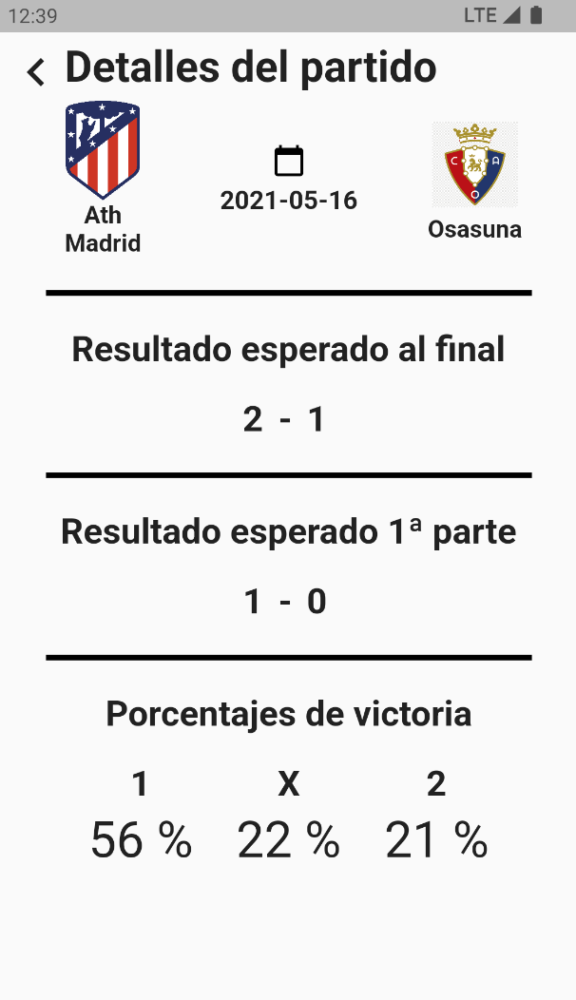 12:39 LTE
Detalles del partido
Ath
Madrid
2021-05-16
C A
O
Osasuna
Resultado esperado al final
2 - 1
Resultado esperado 1ª parte
1 - 0
Porcentajes de victoria
1 X 2
56 % 22 % 21 %